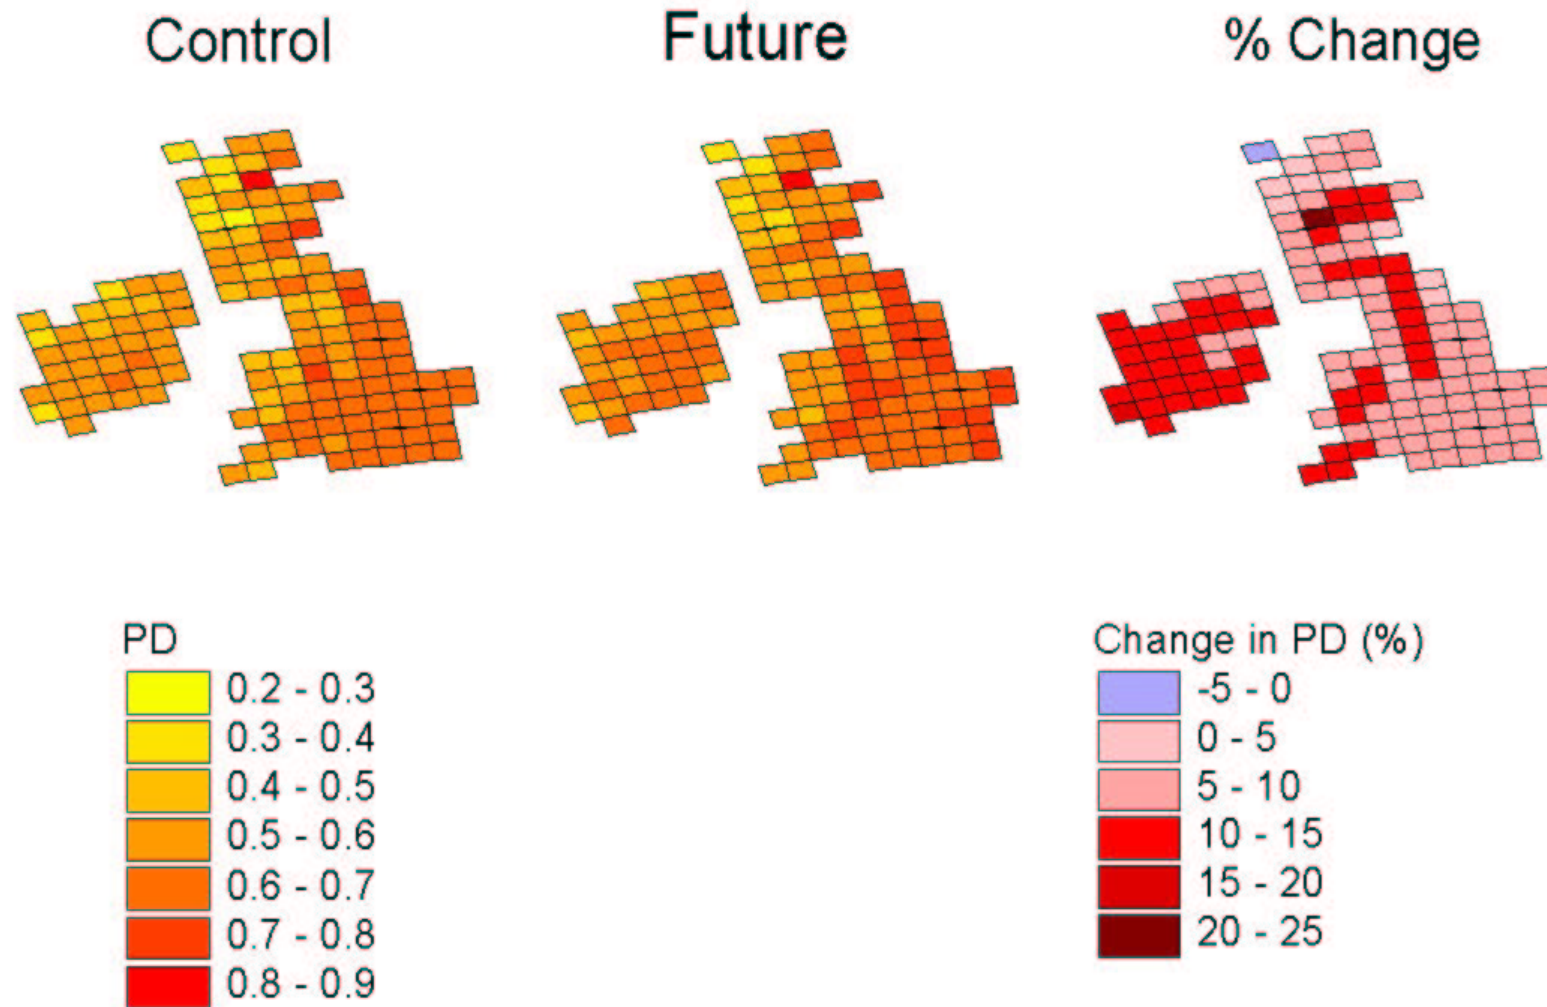 Control
Future
% Change
PD
0.2 - 0.3
0.3 - 0.4
0.4 - 0.5
0.5 - 0.6
0.6 - 0.7
0.7 - 0.8
0.8 - 0.9
Change in PD (%)
-5 - 0
0 - 5
5 - 10
10 - 15
15 - 20
20 - 25